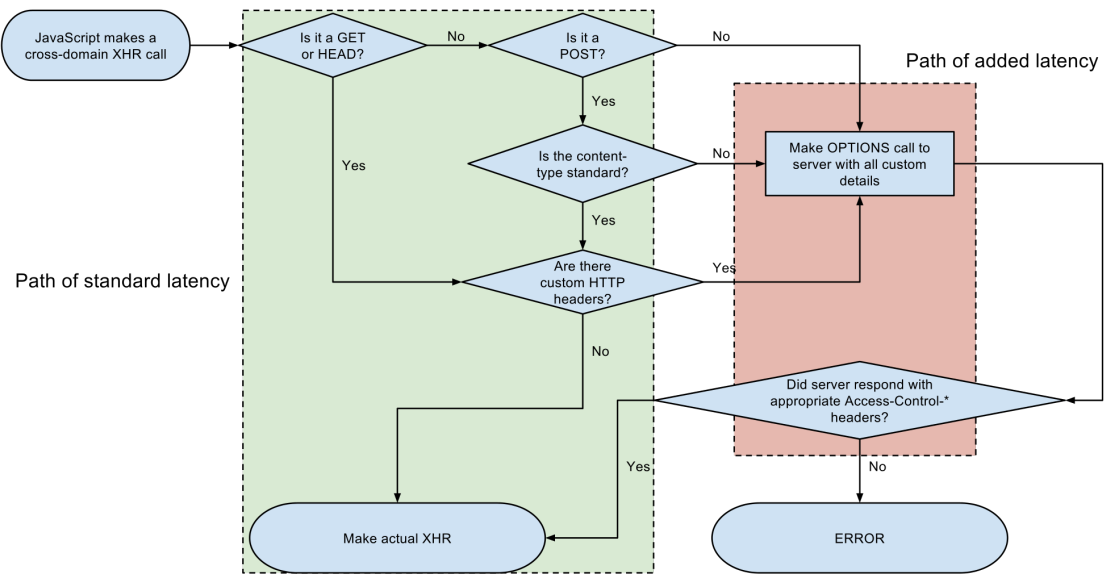 JavaScript makes a
cross-domain XHR call
Is it a GET
or HEAD?
No
Is it a
POST?
No
Path of added latency
Yes
Yes
Is the content-
type standard?
No
Make OPTIONS call to
server with all custom
details
Yes
Path of standard latency
Are there
custom HTTP
headers?
Yes
No
Did server respond with
appropriate Access-Control-*
headers?
Yes
No
Make actual XHR
ERROR